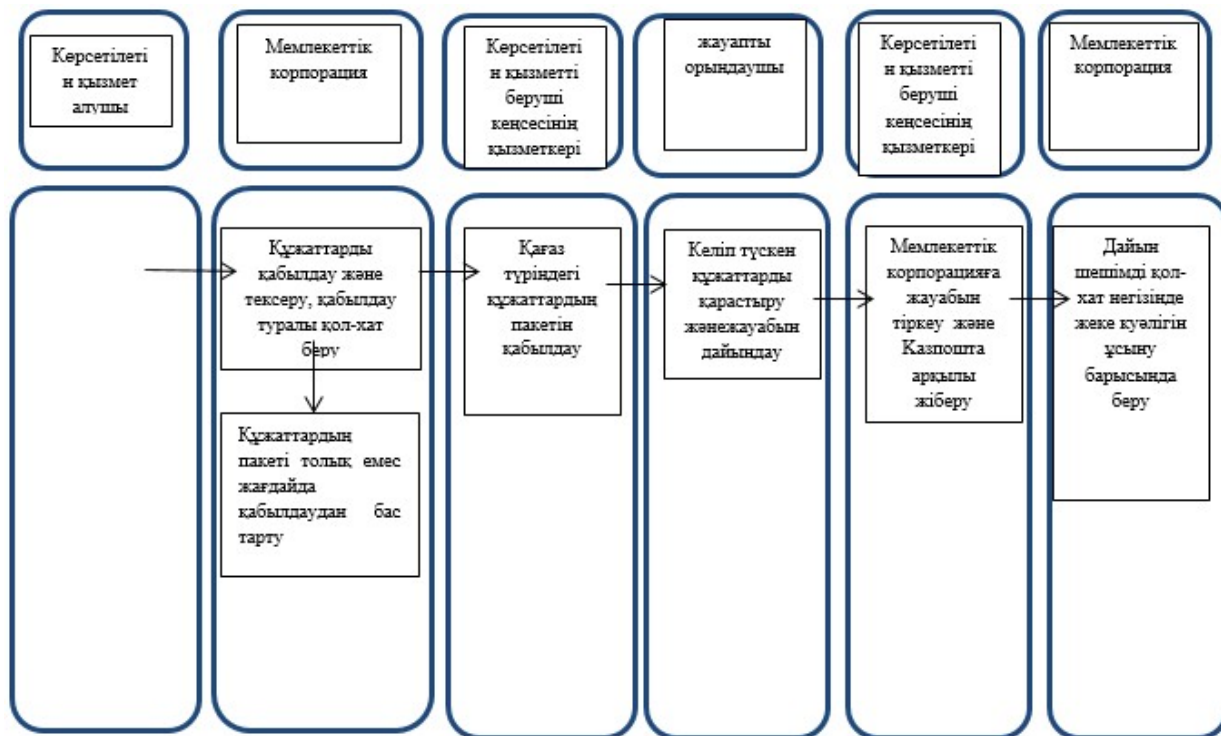 Көрсетілеті
н қызмет
алушы
Мемлекеттік
корпорация
Көрсетілеті
н қызметті
беруші
кеңсесінің
қызметкері
жауапты
орындаушы
Көрсетілеті
н қызметті
беруші
кеңсесінің
қызметкері
Мемлекеттік
корпорация
Құжаттарды
қабылдау және
тексеру, қабылдау
туралы қол-хат
беру
Құжаттардың
пакеті толық емес
жағдайда
қабылдаудан бас
тарту
Қағаз
түріндегі
құжаттардың
пакетін
қабылдау
Келіп түскен
құжаттарды
қарастыру
жәнежауабын
дайындау
Мемлекеттік
корпорацияға
жауабын
тіркеу және
Казпошта
арқылы
жіберу
Дайын
шешімді қол-
хат негізінде
жеке куәлігін
ұсыну
барысында
беру